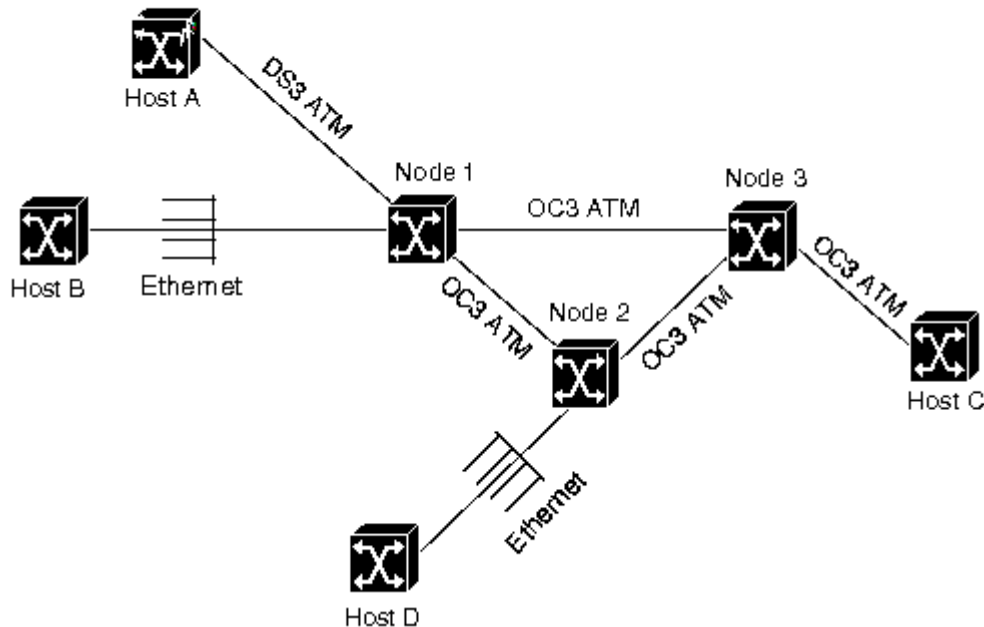 Host A
DS3 ATM
Node 1
Node 3
OC3 ATM
Host B
Ethernet
OC3 ATM
Node 2
OC3 ATM
OC3 ATM
Host C
Ethernet
Host D